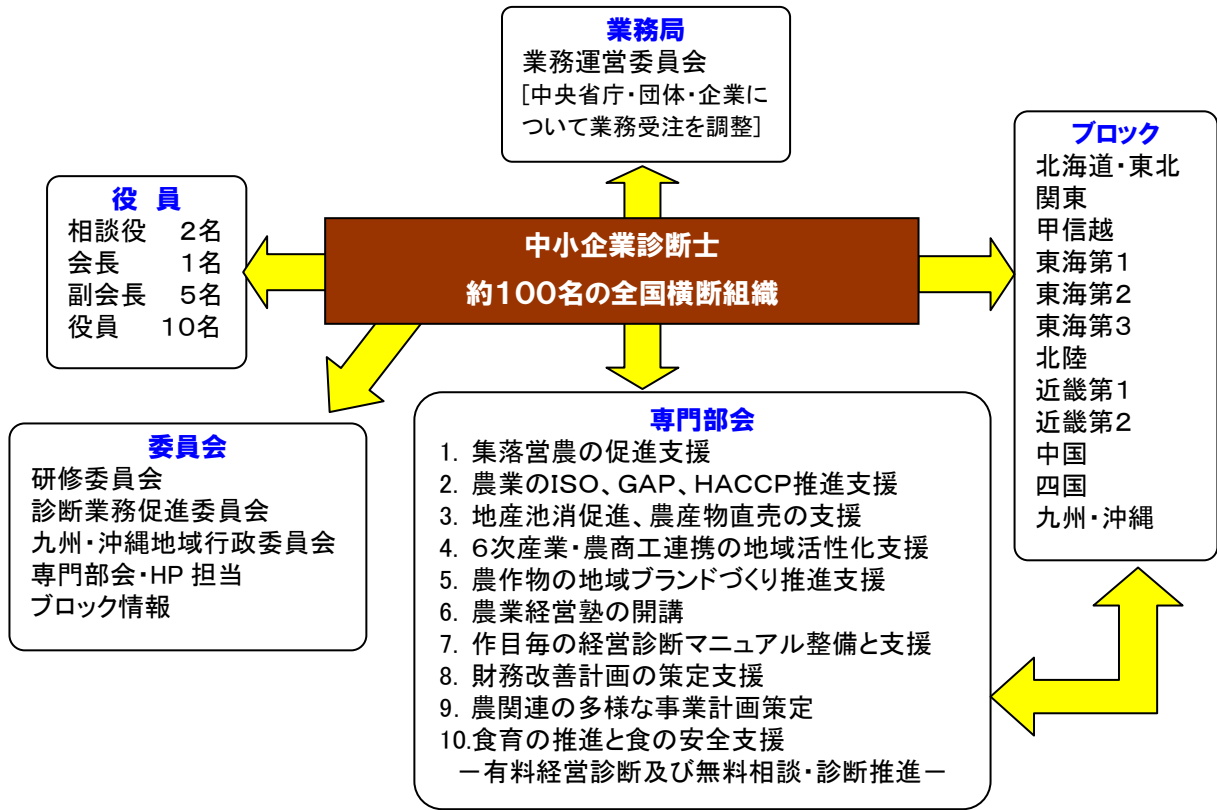 業務局
業務運営委員会
[中央省庁・団体・企業に
ついて業務受注を調整]
役 員
相談役 2名
会長 1名
副会長 5名
役員 10名
中小企業診断士
約100名の全国横断組織
ブロック
北海道・東北
関東
甲信越
東海第1
東海第2
東海第3
北陸
近畿第1
近畿第2
中国
四国
九州・沖縄
委員会
研修委員会
診断業務促進委員会
九州・沖縄地域行政委員会
専門部会・HP 担当
ブロック情報
専門部会
1. 集落営農の促進支援
2. 農業のISO、GAP、HACCP推進支援
3. 地産池消促進、農産物直売の支援
4. 6次産業・農商工連携の地域活性化支援
5. 農作物の地域ブランドづくり推進支援
6. 農業経営塾の開講
7. 作目毎の経営診断マニュアル整備と支援
8. 財務改善計画の策定支援
9. 農関連の多様な事業計画策定
10.食育の推進と食の安全支援
－有料経営診断及び無料相談・診断推進－